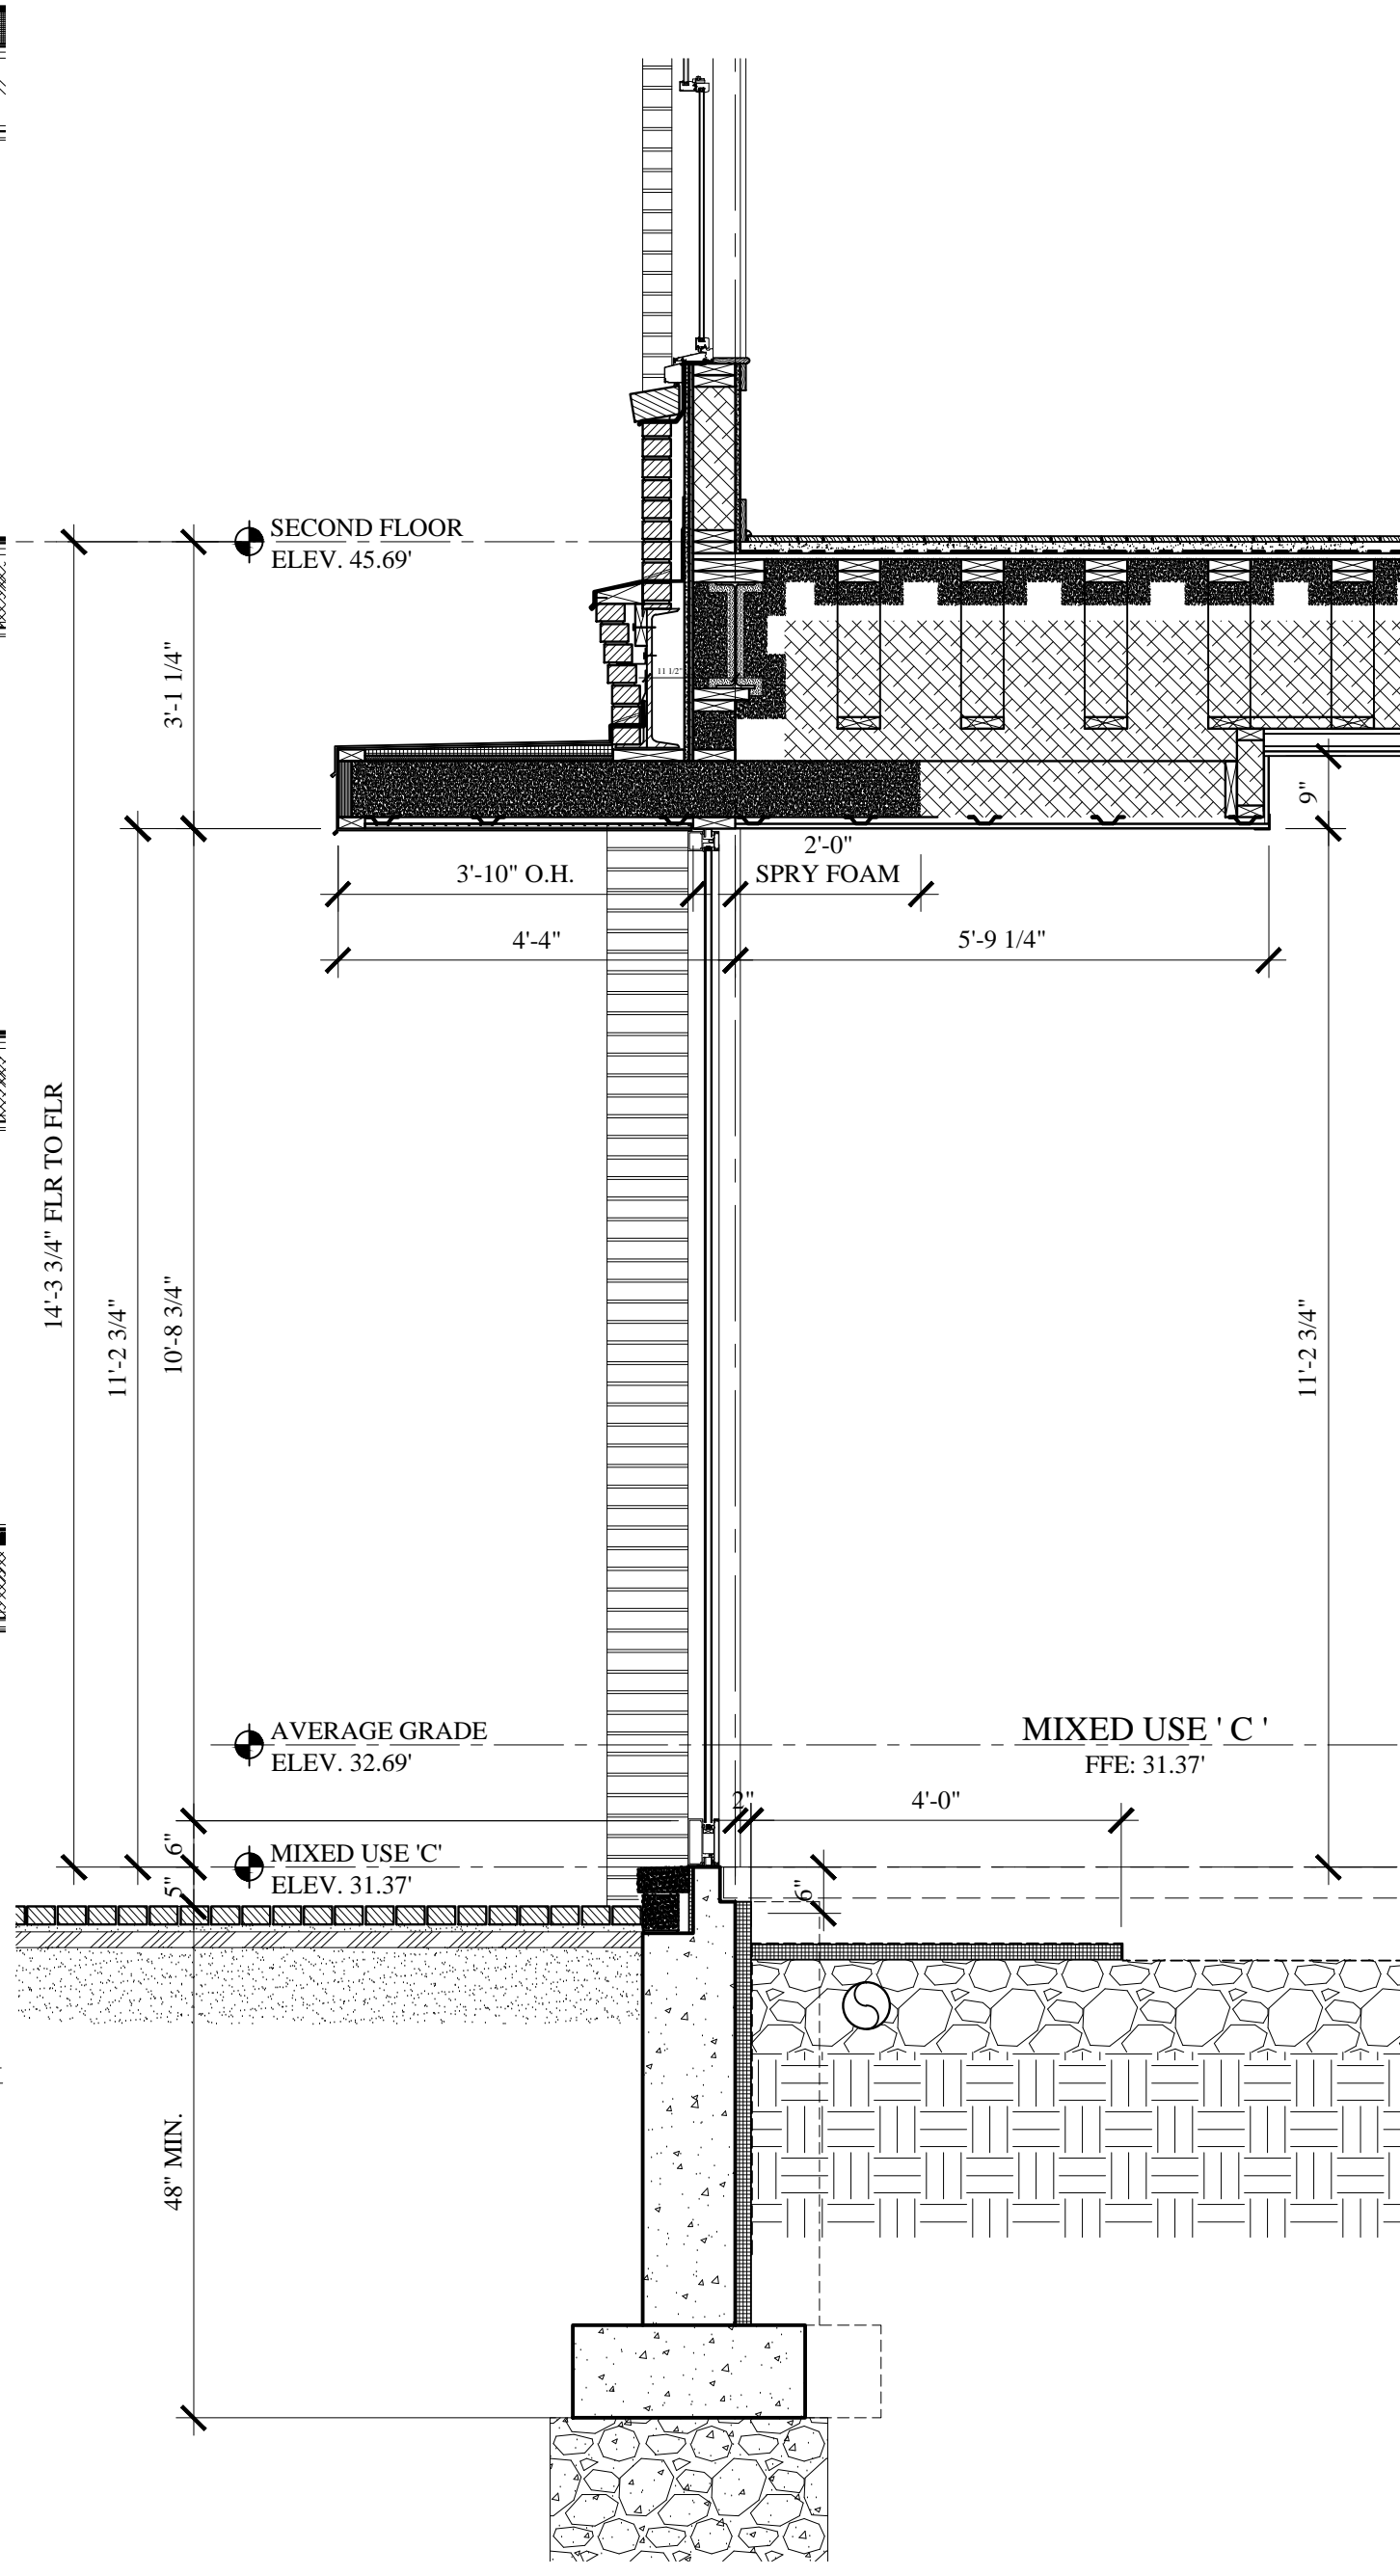 SECOND FLOOR
ELEV. 45.69'
3'-1 1/4"
11 1/2"
9"
2'-0"
3'-10" O.H.
SPRY FOAM
4'-4"
5'-9 1/4"
14'-3 3/4" FLR TO FLR
11'-2 3/4"
10'-8 3/4"
11'-2 3/4"
AVERAGE GRADE
ELEV. 32.69'
MIXED USE ' C '
FFE: 31.37'
2"
4'-0"
6"
MIXED USE 'C'
ELEV. 31.37'
5"
6"
48" MIN.